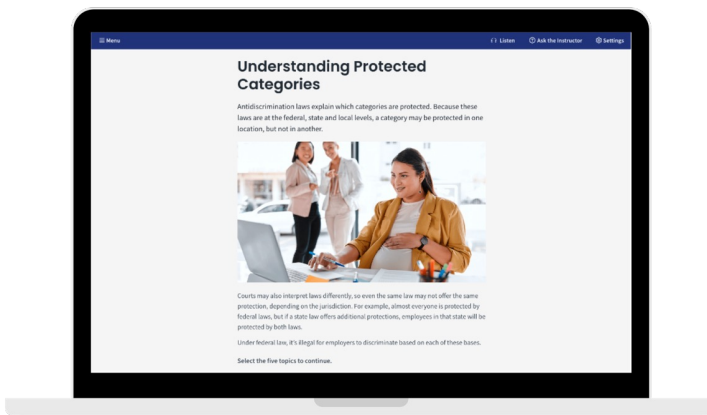 Menu
Listen
Ask the Instructor
Settings
Understanding Protected
Categories
Antidiscrimination laws explain which categories are protected. Because these
laws are at the federal, state and local levels, a category may be protected in one
location, but not in another.
Courts may also interpret laws differently, so even the same law may not offer the same
protection, depending on the jurisdiction. For example, almost everyone is protected by
federal laws, but if a state law offers additional protections, employees in that state will be
protected by both laws.
Under federal law, it's illegal for employers to discriminate based on each of these bases.
Select the five topics to continue.